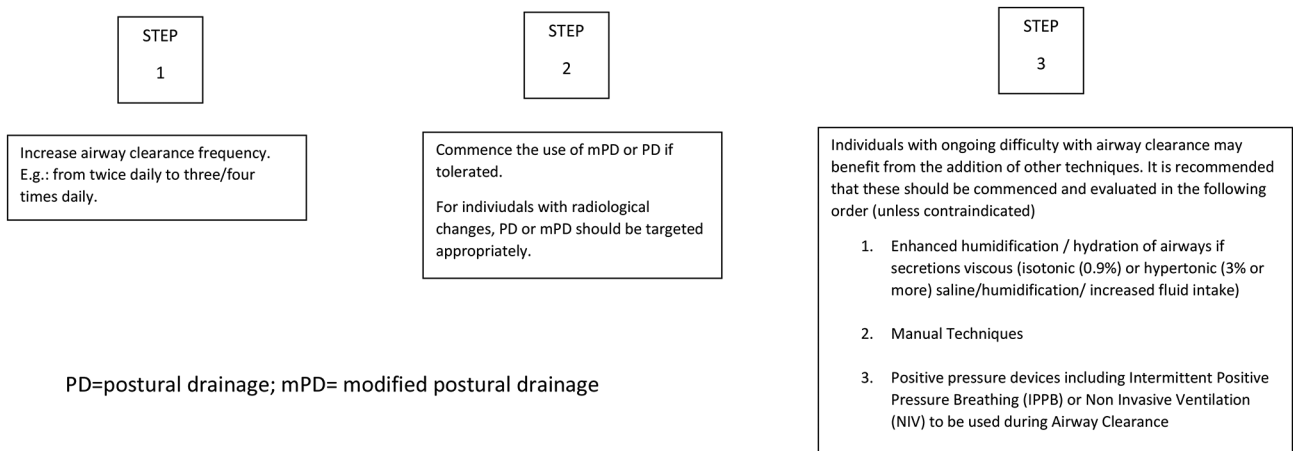 STEP
1
Increase airway clearance frequency.
E.g.: from twice daily to three/four
times daily.
STEP
2
Commence the use of mPD or PD if
tolerated.
For indiviudals with radiological
changes, PD or mPD should be targeted
appropriately.
STEP
3
Individuals with ongoing difficulty with airway clearance may
benefit from the addition of other techniques. It is recommended
that these should be commenced and evaluated in the following
order (unless contraindicated)
1. Enhanced humidification / hydration of airways if
secretions viscous (isotonic (0.9%) or hypertonic (3% or
more) saline/humidification/ increased fluid intake)
2. Manual Techniques
3. Positive pressure devices including Intermittent Positive
Pressure Breathing (IPPB) or Non Invasive Ventilation
(NIV) to be used during Airway Clearance
PD=postural drainage; mPD= modified postural drainage